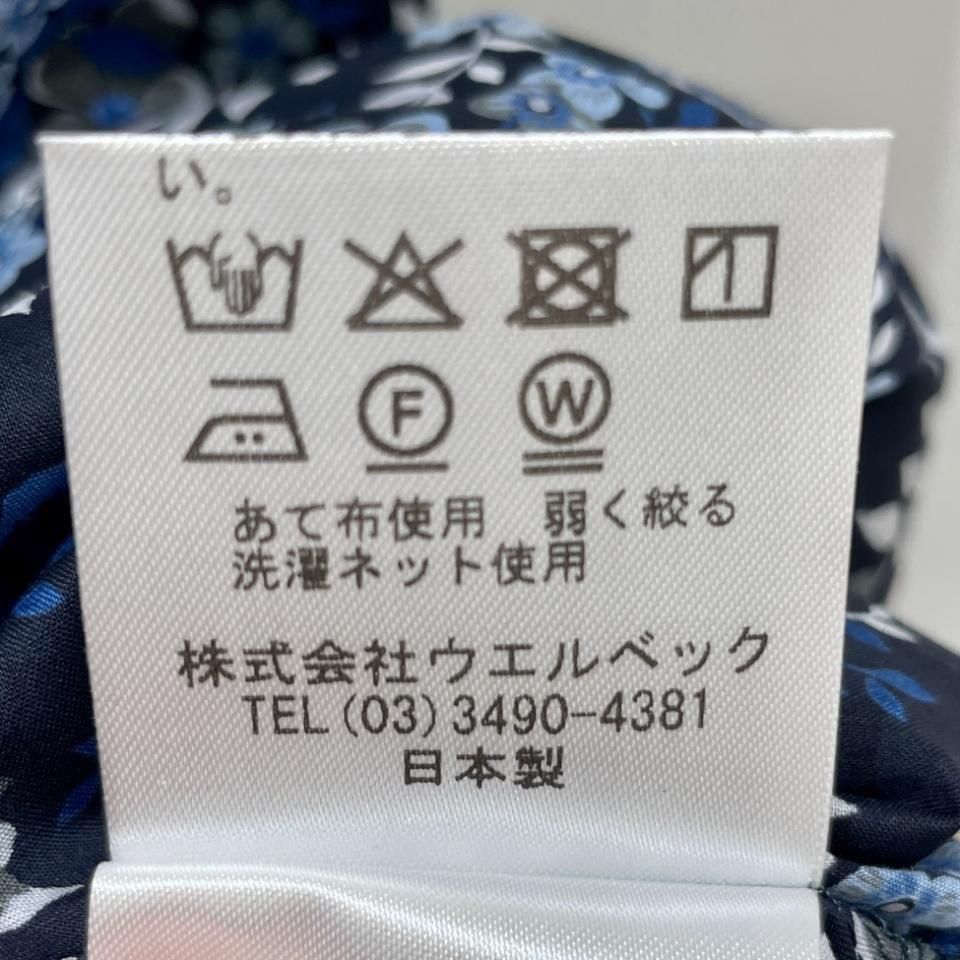 い。
F W
あて布使用 弱く絞る
洗濯ネット使用
株式会社ウエルベック
TEL(03)3490-4381
日本製